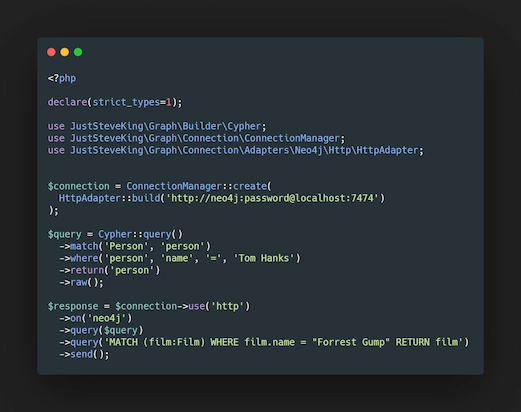 <?php
declare(strict_types=1);
use JustSteveKing\Graph\Builder\Cypher;
use JustSteveKing\Graph\Connection\ConnectionManager;
use JustSteveKing\Graph\Connection\Adapters\Neo4j\Http\HttpAdapter;
$connection = ConnectionManager::create(
HttpAdapter::build('http://neo4j:password@localhost:7474')
);
$query = Cypher::query()
->match('Person', 'person')
->where('person', 'name', '=', 'Tom Hanks')
->return('person')
->raw();
$response = $connection->use('http')
->on('neo4j')
->query($query)
->query('MATCH (film:Film) WHERE film.name = "Forrest Gump" RETURN film')
->send();